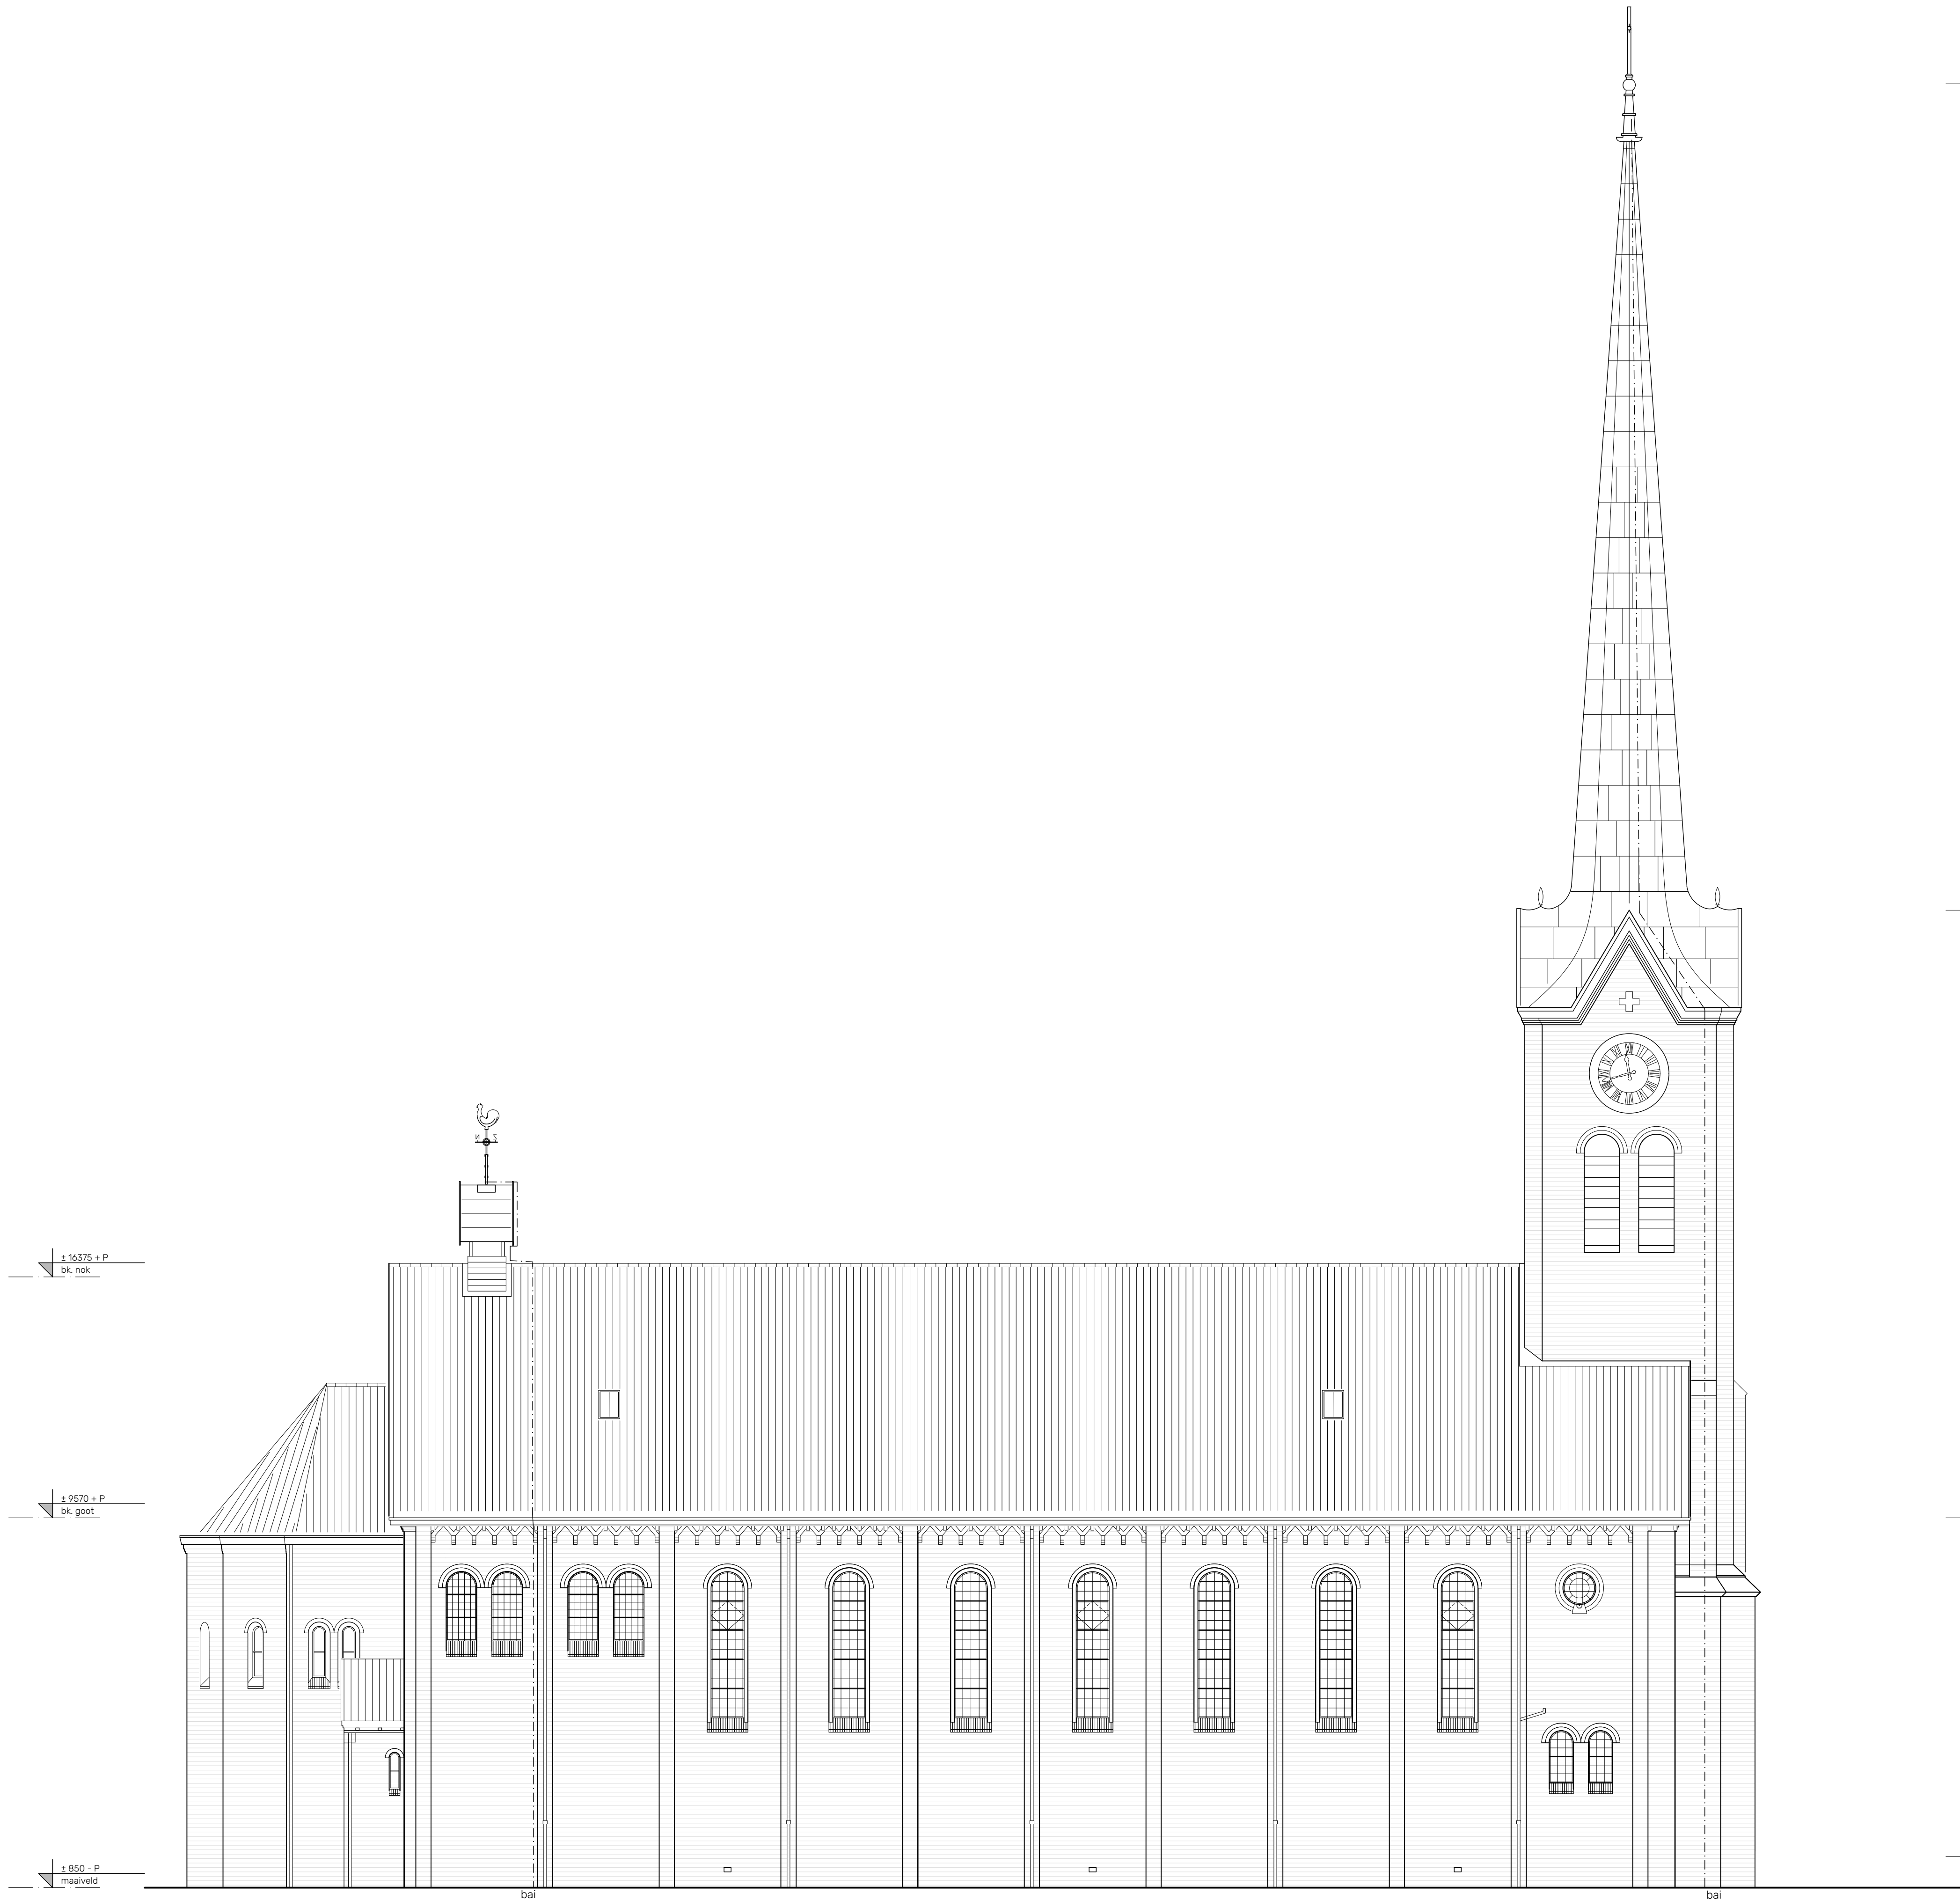 N Z
± 16375 + P
bk. nok
± 9570 + P
bk. goot
± 850 - P
maaiveld
bai
bai